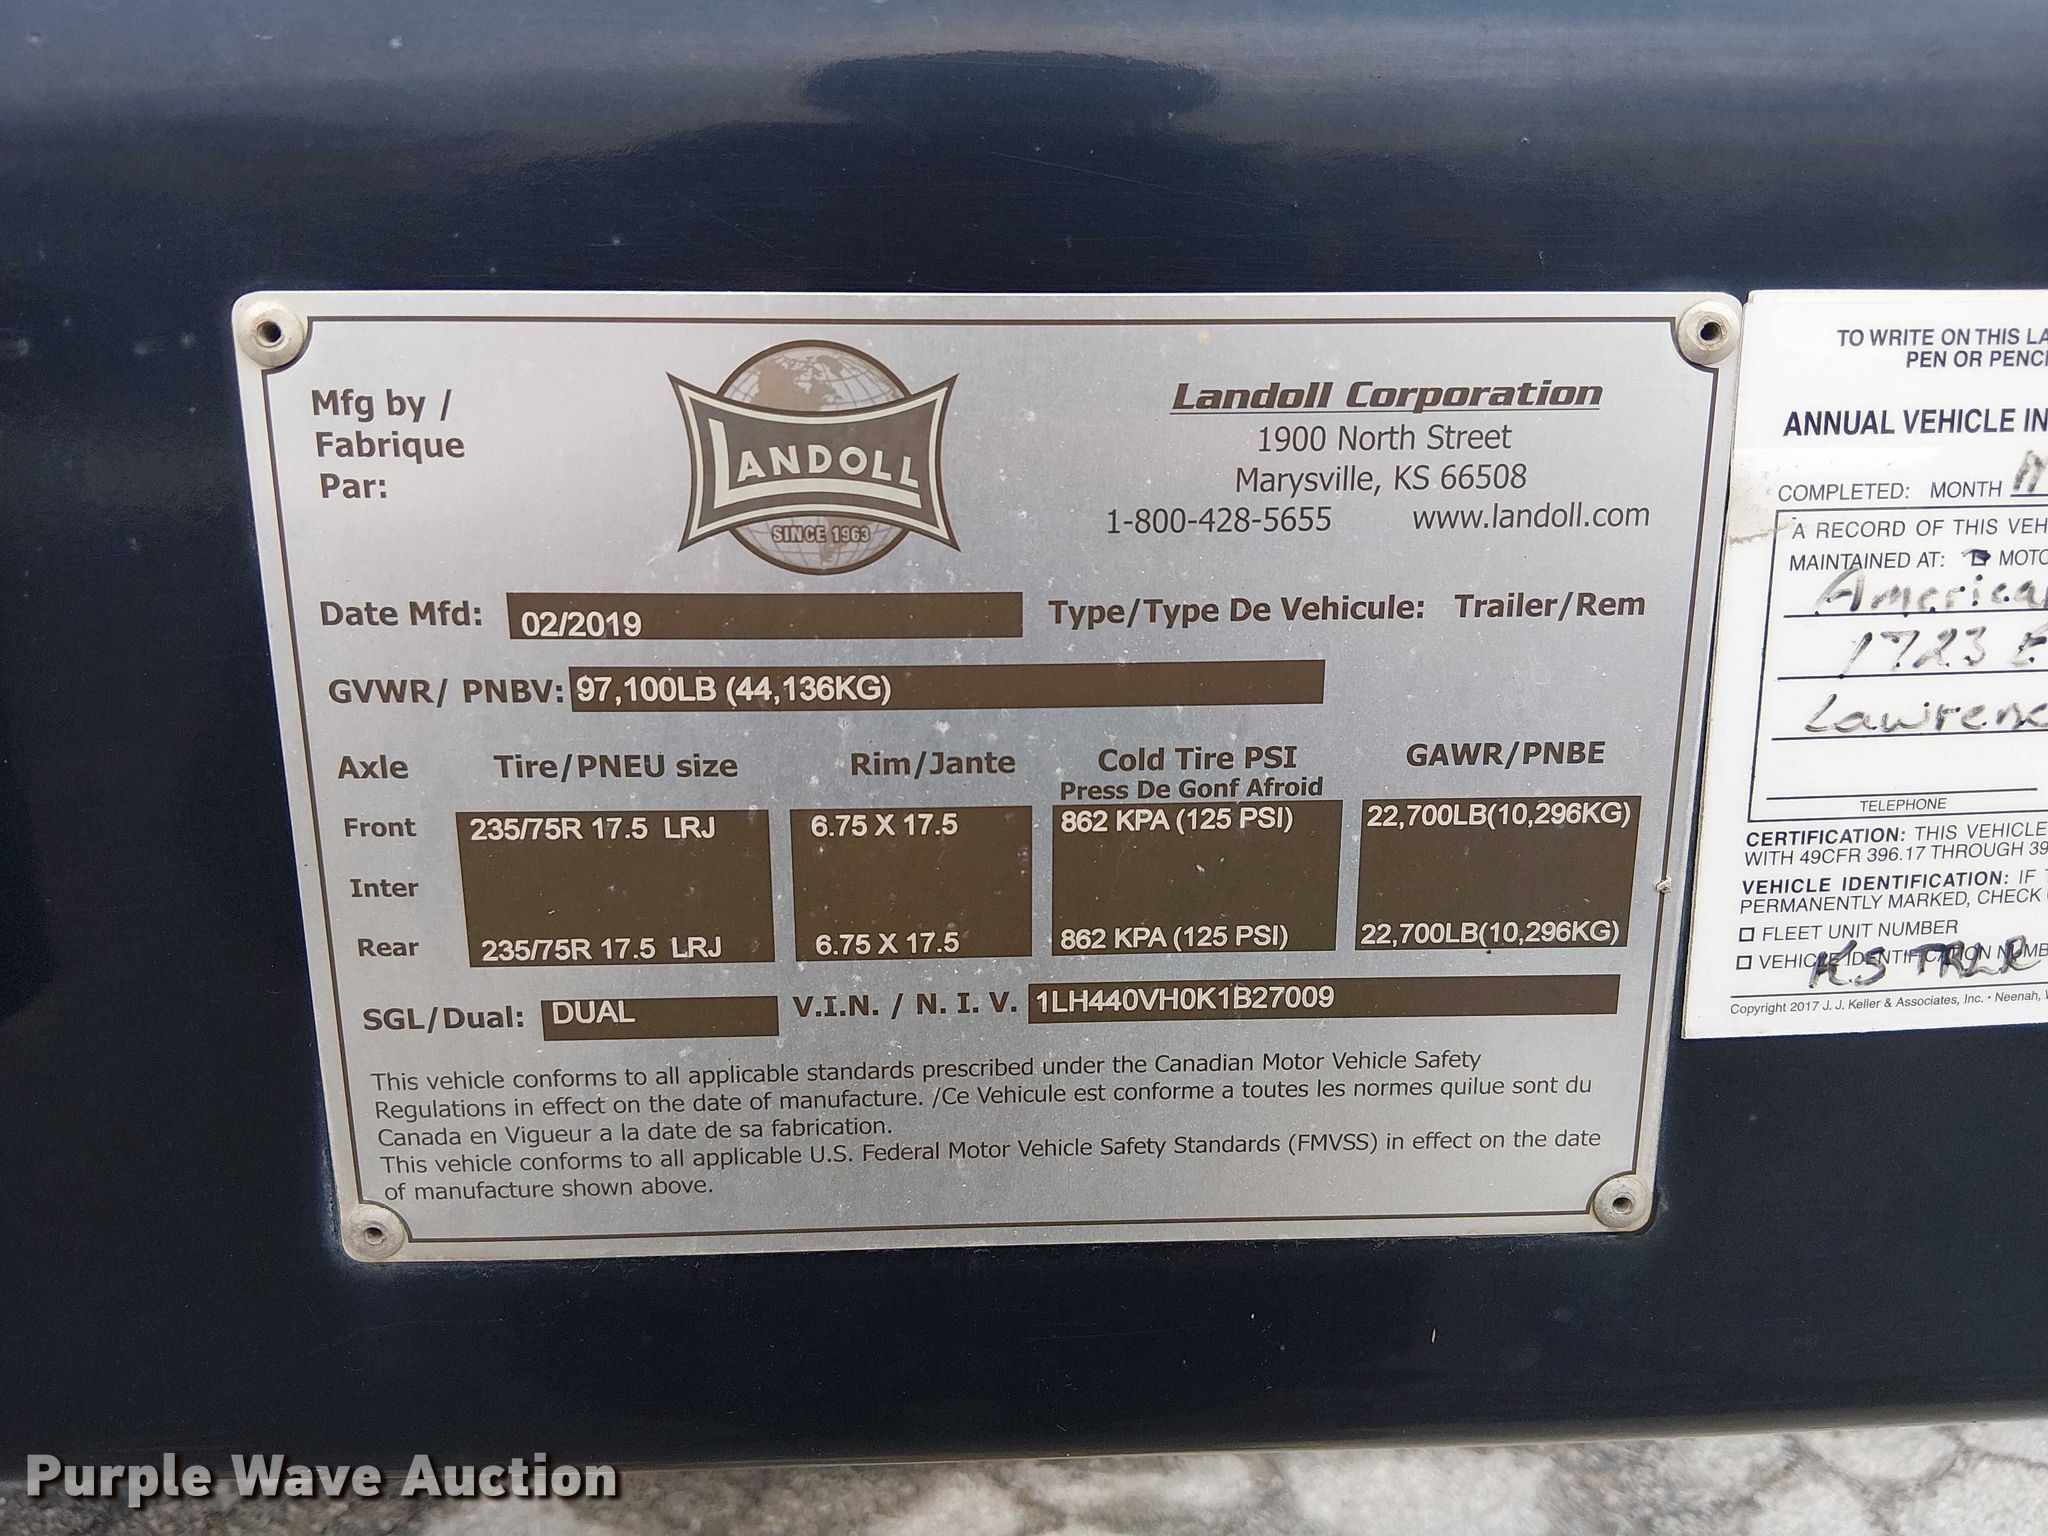 Mfg by /
Fabrique
Par:
LANDOLL
SINCE 1963
Landoll Corporation
1900 North Street
Marysville, KS 66508
1-800-428-5655 www.landoll.com
Date Mfd: 02/2019 Type/Type De Vehicule: Trailer/Rem
GVWR/ PNBV: 97,100LB (44,136KG)
Axle Tire/PNEU size Rim/Jante Cold Tire PSI GAWR/PNBE
Press De Gonf Afroid
Front 235/75R 17.5 LRJ 6.75 X 17.5 862 KPA (125 PSI) 22,700LB(10,296KG)
Inter
Rear 235/75R 17.5 LRJ 6.75 X 17.5 862 KPA (125 PSI) 22,700LB(10,296KG)
SGL/Dual: DUAL V.I.N. / N. I. V. 1LH440VH0K1B27009
This vehicle conforms to all applicable standards prescribed under the Canadian Motor Vehicle Safety
Regulations in effect on the date of manufacture. /Ce Vehicule est conforme a toutes les normes quilue sont du
Canada en Vigueur a la date de sa fabrication.
This vehicle conforms to all applicable U.S. Federal Motor Vehicle Safety Standards (FMVSS) in effect on the date
of manufacture shown above.
TO WRITE ON THIS
PEN OR
ANNUAL VEHICLE
COMPLETED: MONTH
A RECORD OF THIS
MAINTAINED AT:
1723 E
TELEPHONE
CERTIFICATION: THIS VEHICLE
WITH 49CFR 396.17 THROUGH
VEHICLE IDENTIFICATION: IF
PERMANENTLY MARKED, CHECK
FLEET UNIT NUMBER
VEHICLE IDENTIFICATION
KS TRLR
Copyright 2017 J. J. Keller & Associates, Inc. • Neenah,
Purple Wave Auction